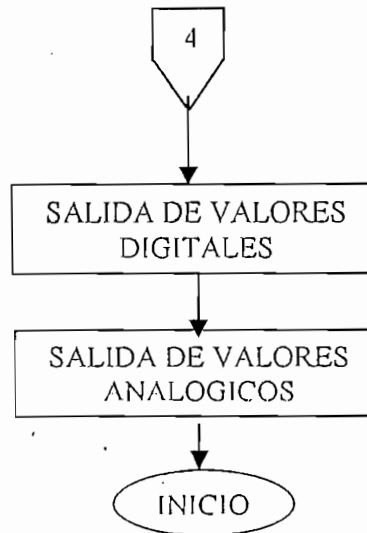 4
SALIDA DE VALORES
DIGITALES
SALIDA DE VALORES
ANALOGICOS
INICIO